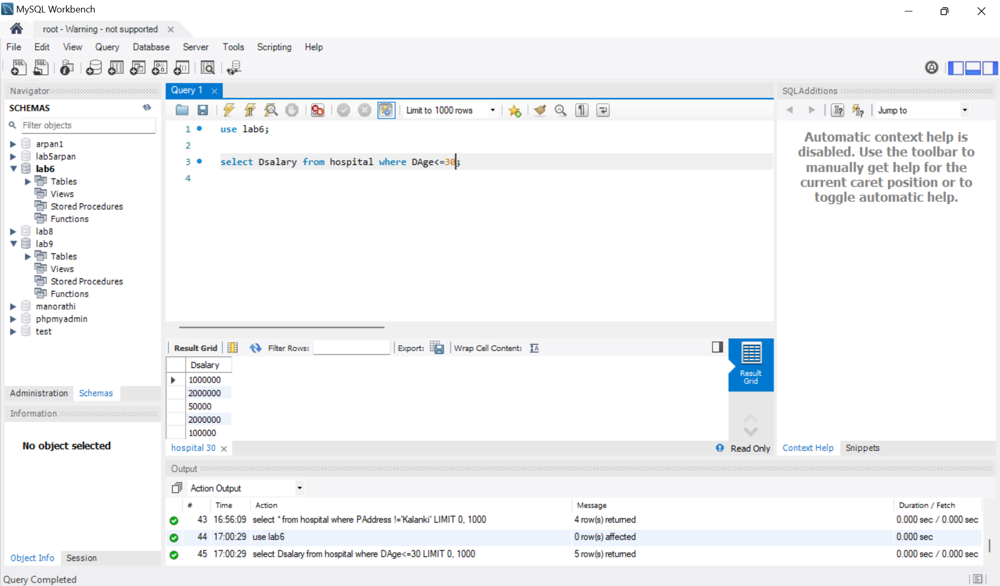 MySQL Workbench
root - Warning - not supported
File Edit View Query Database Server Tools Scripting Help
Navigator
SCHEMAS
Filter objects
arpan1
lab5arpan
lab6
Tables
Views
Stored Procedures
Functions
lab8
lab9
Tables
Views
Stored Procedures
Functions
manorathi
phpmyadmin
test
Administration Schemas
Information
No object selected
Object Info Session
Query 1
Limit to 1000 rows
1 use lab6;
2
3 select Dsalary from hospital where DAge<=30;
4
Result Grid Filter Rows: Export: Wrap Cell Content:
Dsalary
1000000
2000000
50000
2000000
100000
Result
Grid
hospital 30 Read Only
SQLAdditions
Jump to
Automatic context help is
disabled. Use the toolbar to
manually get help for the
current caret position or to
toggle automatic help.
Context Help Snippets
Output
Action Output
# Time Action Message Duration / Fetch
43 16:56:09 select * from hospital where PAddress !='Kalanki' LIMIT 0, 1000 4 row(s) returned 0.000 sec / 0.000 sec
44 17:00:29 use lab6 0 row(s) affected 0.000 sec
45 17:00:29 select Dsalary from hospital where DAge<=30 LIMIT 0, 1000 5 row(s) returned 0.000 sec / 0.000 sec
Query Completed